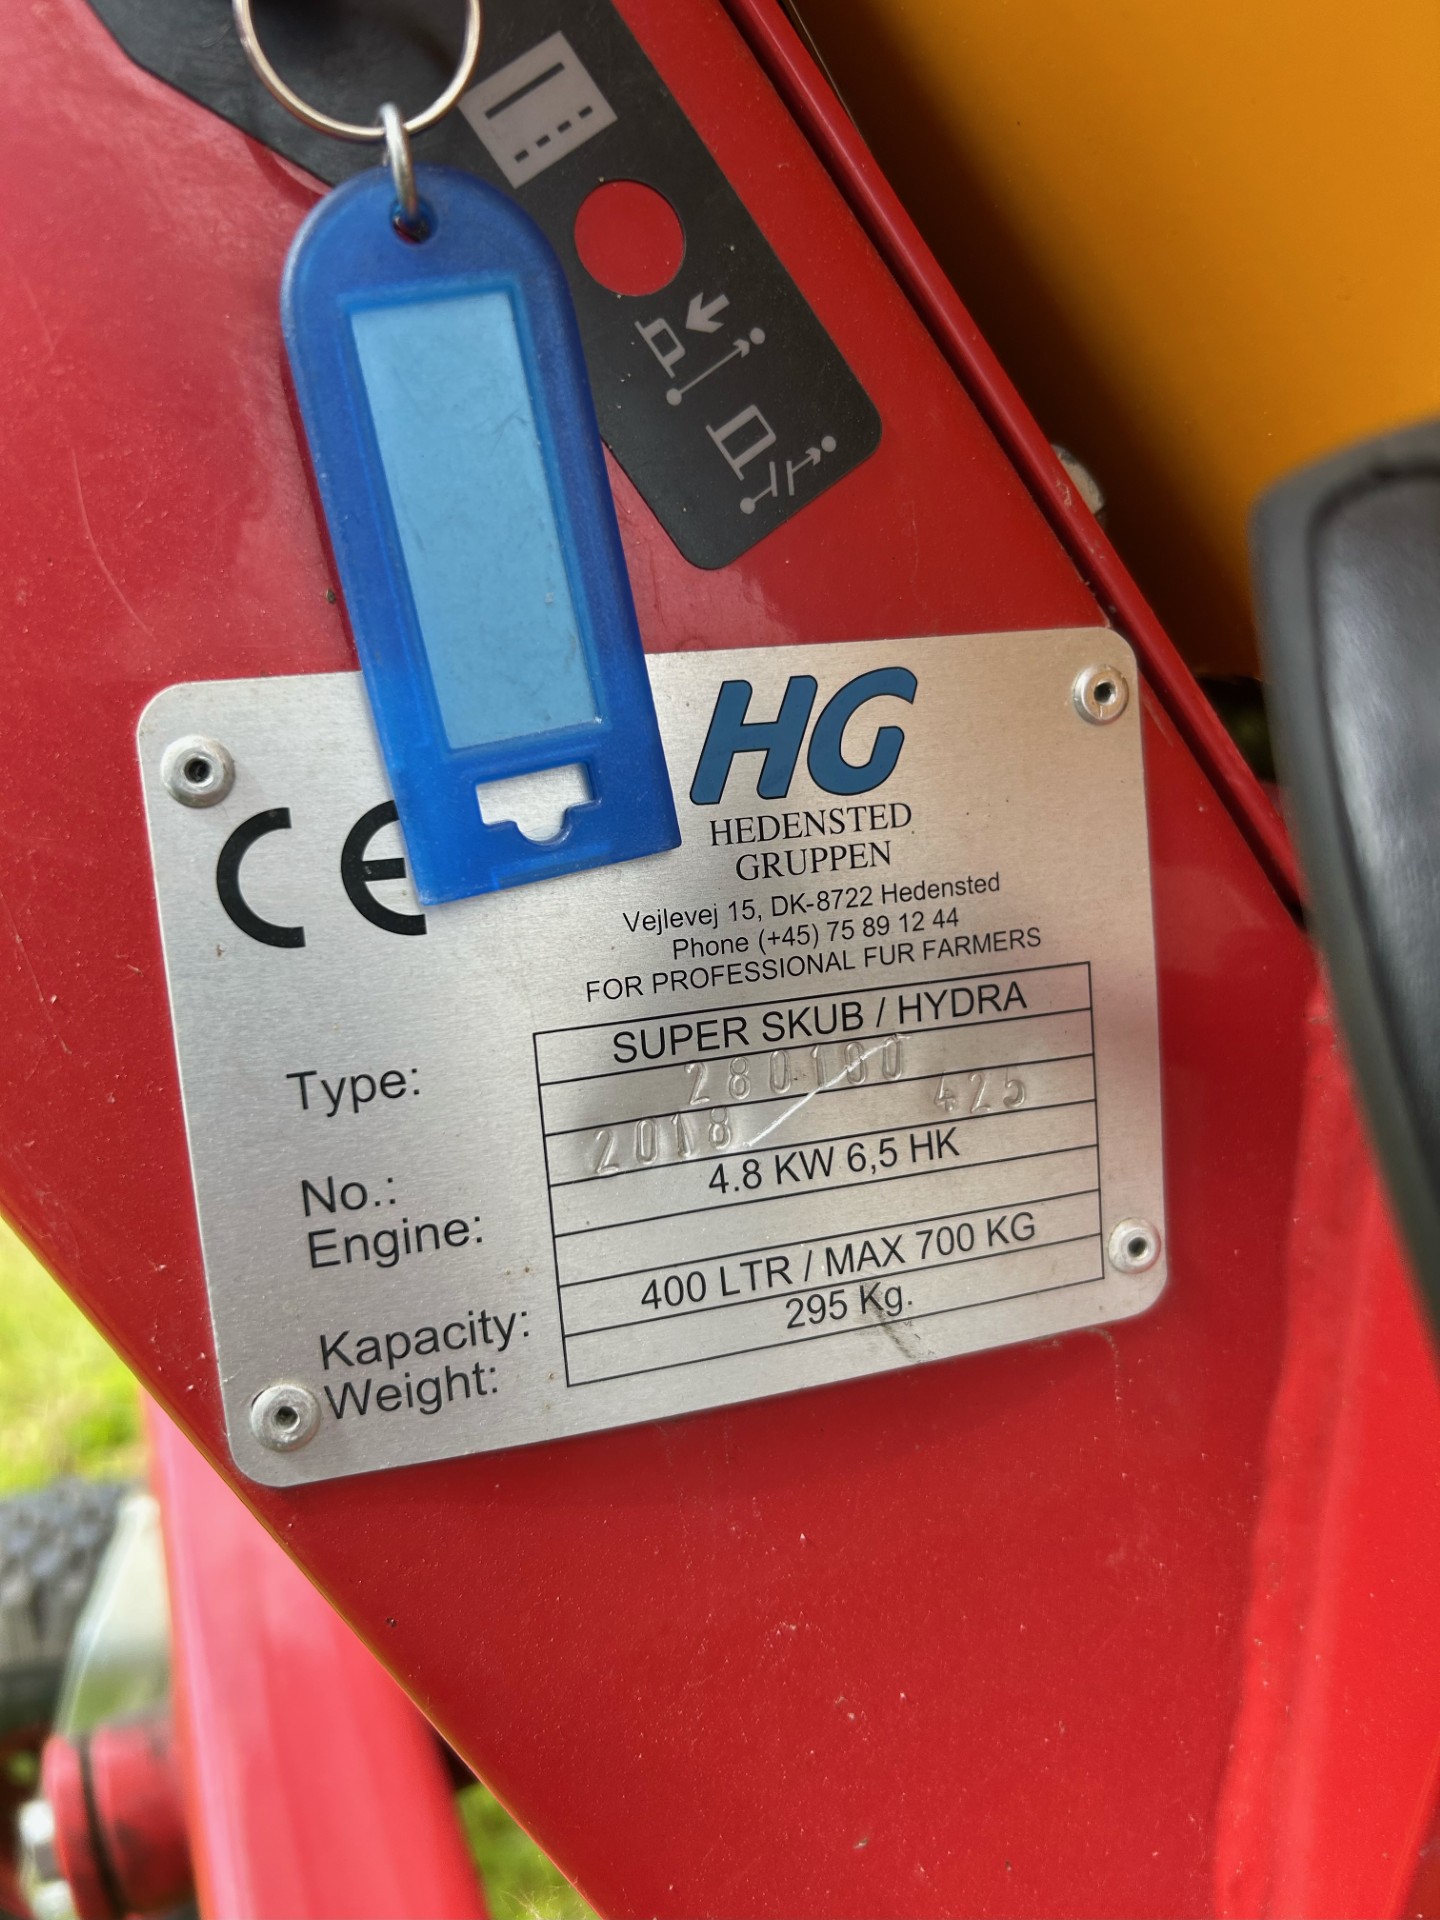 CE
HG
HEDENSTED
GRUPPEN
Vejlevej 15, DK-8722 Hedensted
Phone (+45) 75 89 12 44
FOR PROFESSIONAL FUR FARMERS
Type: SUPER SKUB / HYDRA
280100
No.: 2018 425
Engine: 4.8 KW 6,5 HK
Kapacity: 400 LTR / MAX 700 KG
Weight: 295 Kg.